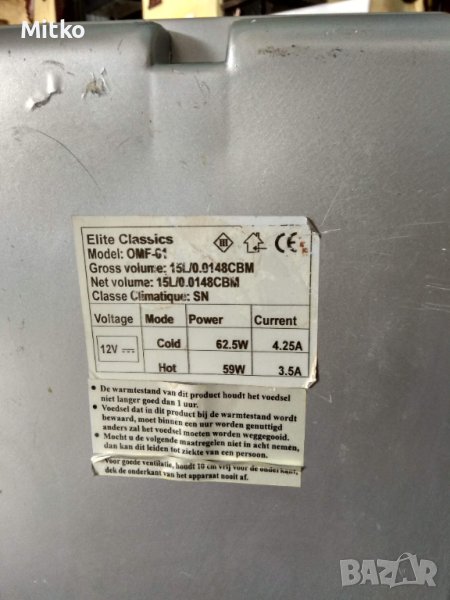 Mitko
Elite Classics
Model: OMF-61
Gross volume: 15L/0.0148CBM
Net volume: 15L/0.0148CBM
Classe Climatique: SN
Voltage Mode Power Current
12V Cold 62.5W 4.25A
Hot 59W 3.5A
• De warmtestand van dit product houdt het voedsel
niet langer goed dan 1 uur.
• Voedsel dat in dit product bij de warmtestand wordt
bewaard, moet binnen een uur worden genuttigd
anders zal het voedsel moeten worden weggegooid.
• Mocht u de volgende maatregelen niet in acht nemen,
dan kan dit leiden tot ziekte van een persoon.
Voor goede ventilatie, houdt 10 cm vrij voor de onderkant,
dek de onderkant van het apparaat nooit af.
BAZAR